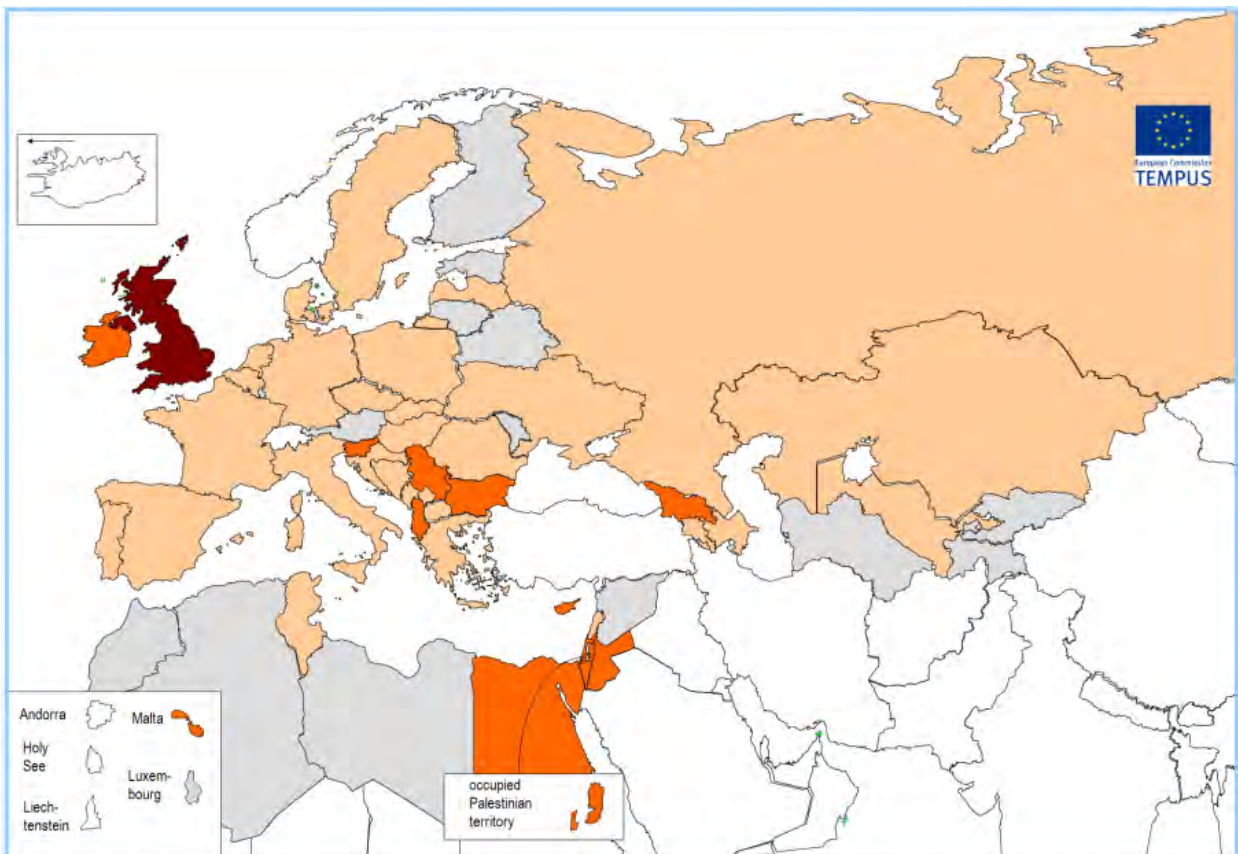 European Commission
TEMPUS
Andorra
Malta
Holy
See
Luxem-
bourg
Liech-
tenstein
occupied
Palestinian
territory